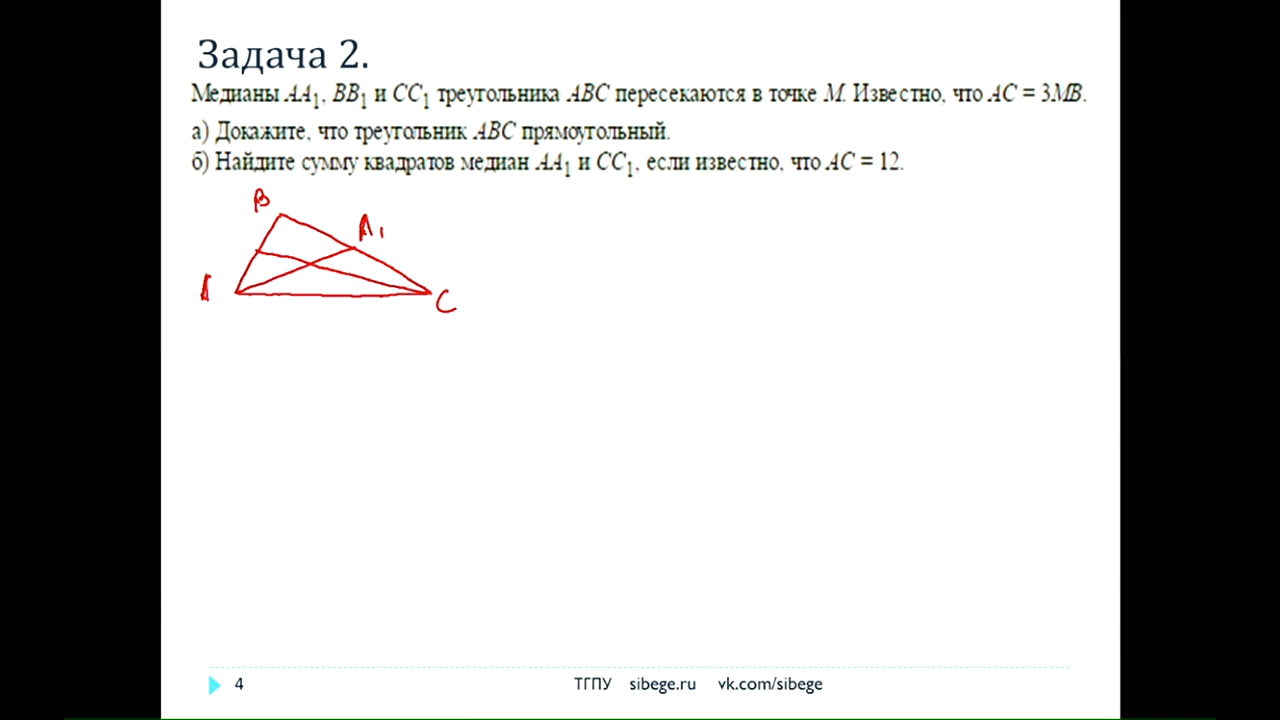 Задача 2.
Медианы AA₁, BB₁ и CC₁ треугольника ABC пересекаются в точке M. Известно, что AC = 3MB.
а) Докажите, что треугольник ABC прямоугольный.
б) Найдите сумму квадратов медиан AA₁ и CC₁, если известно, что AC = 12.
B
A₁
A
C
4 ТГПУ sibege.ru vk.com/sibege